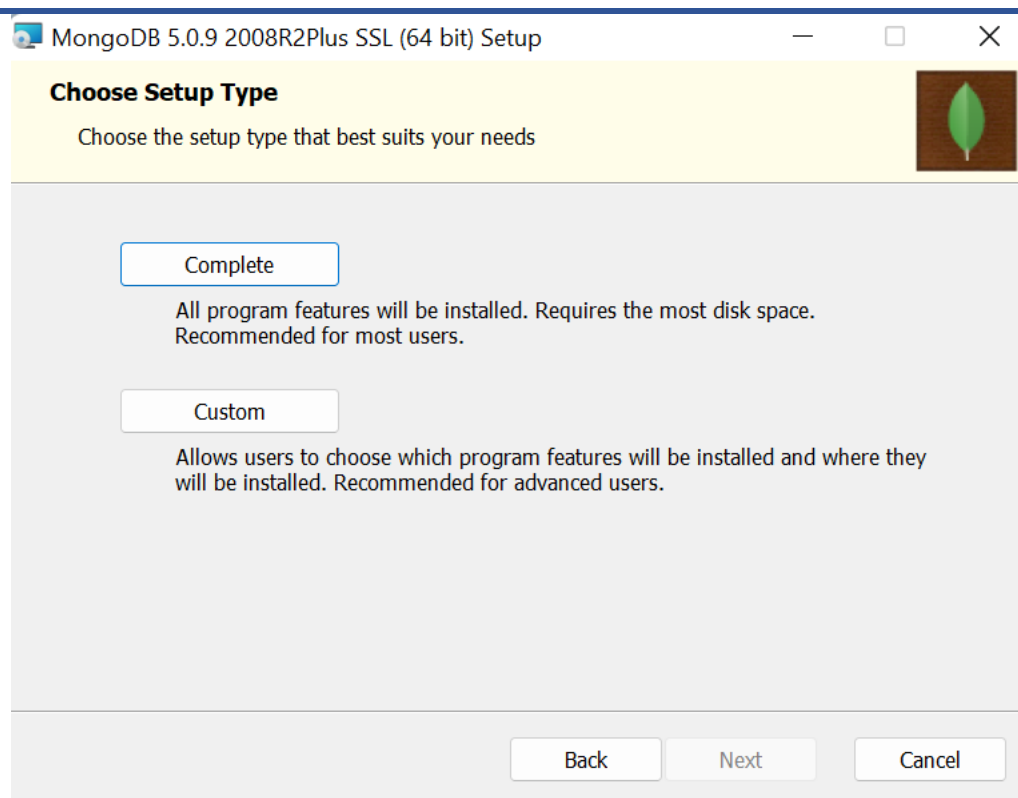 MongoDB 5.0.9 2008R2Plus SSL (64 bit) Setup
Choose Setup Type
Choose the setup type that best suits your needs
Complete
All program features will be installed. Requires the most disk space.
Recommended for most users.
Custom
Allows users to choose which program features will be installed and where they
will be installed. Recommended for advanced users.
Back Next Cancel